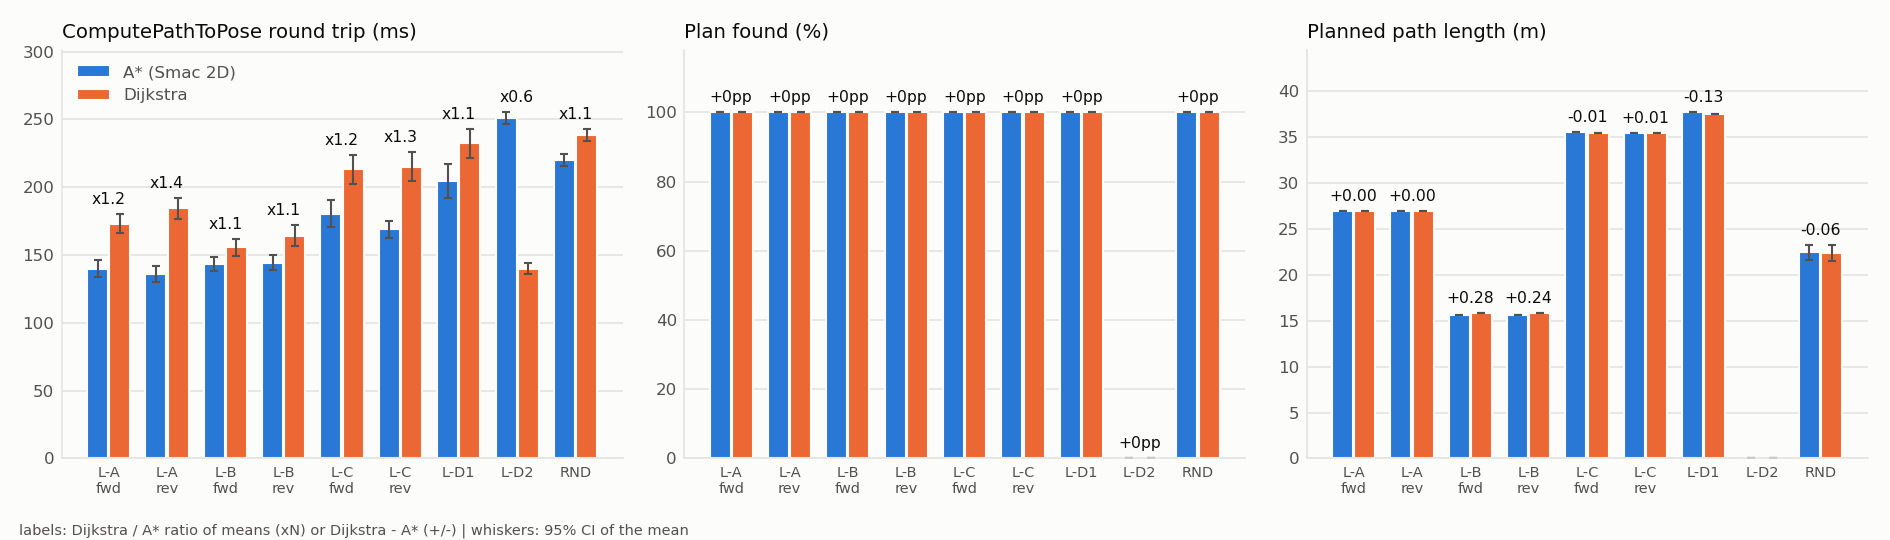 ComputePathToPose round trip (ms)
300
250
200
150
100
50
0
A* (Smac 2D)
Dijkstra
x1.2
x1.4
x1.1
x1.1
x1.2
x1.3
x1.1
x0.6
x1.1
L-A fwd
L-A rev
L-B fwd
L-B rev
L-C fwd
L-C rev
L-D1
L-D2
RND
Plan found (%)
100
80
60
40
20
0
+0pp
+0pp
+0pp
+0pp
+0pp
+0pp
+0pp
+0pp
+0pp
L-A fwd
L-A rev
L-B fwd
L-B rev
L-C fwd
L-C rev
L-D1
L-D2
RND
Planned path length (m)
40
35
30
25
20
15
10
5
0
+0.00
+0.00
+0.28
+0.24
-0.01
+0.01
-0.13
-0.06
L-A fwd
L-A rev
L-B fwd
L-B rev
L-C fwd
L-C rev
L-D1
L-D2
RND
labels: Dijkstra / A* ratio of means (xN) or Dijkstra - A* (+/-) | whiskers: 95% CI of the mean